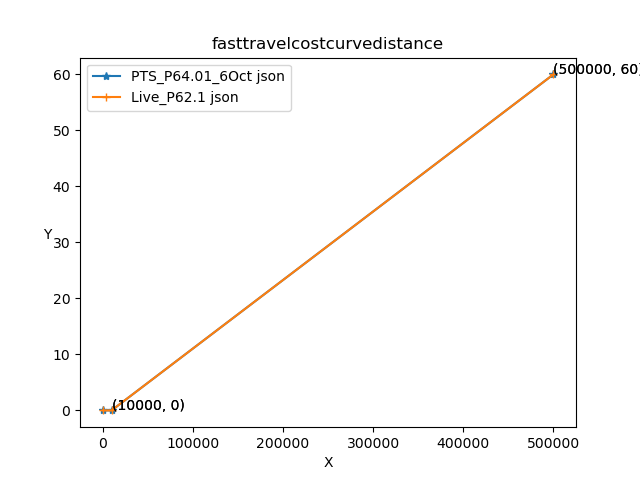 fasttravelcostcurvedistance
PTS_P64.01_6Oct json
Live_P62.1 json
(500000, 60)
(10000, 0)
Y
60
50
40
30
20
10
0
0 100000 200000 300000 400000 500000
X